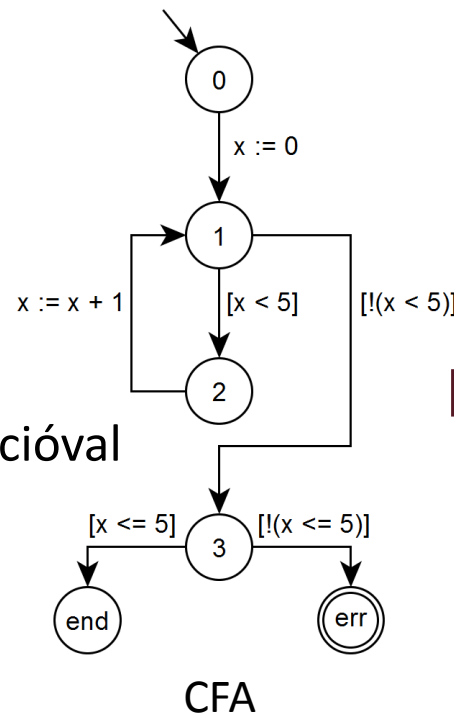 0
x := 0
1
x := x + 1
[x < 5]
[!(x < 5)]
2
cióval
[x <= 5]
[!(x <= 5)]
3
end
err
CFA